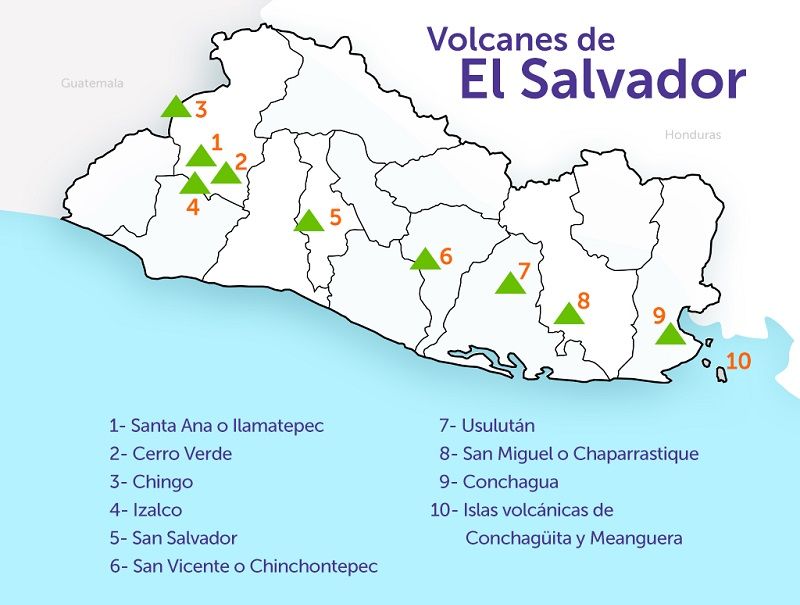 Volcanes de
El Salvador
Guatemala
Honduras
3
1
2
4
5
6
7
8
9
10
1- Santa Ana o Ilamatepec
2- Cerro Verde
3- Chingo
4- Izalco
5- San Salvador
6- San Vicente o Chinchontepec
7- Usulután
8- San Miguel o Chaparrastique
9- Conchagua
10- Islas volcánicas de
Conchagüita y Meanguera